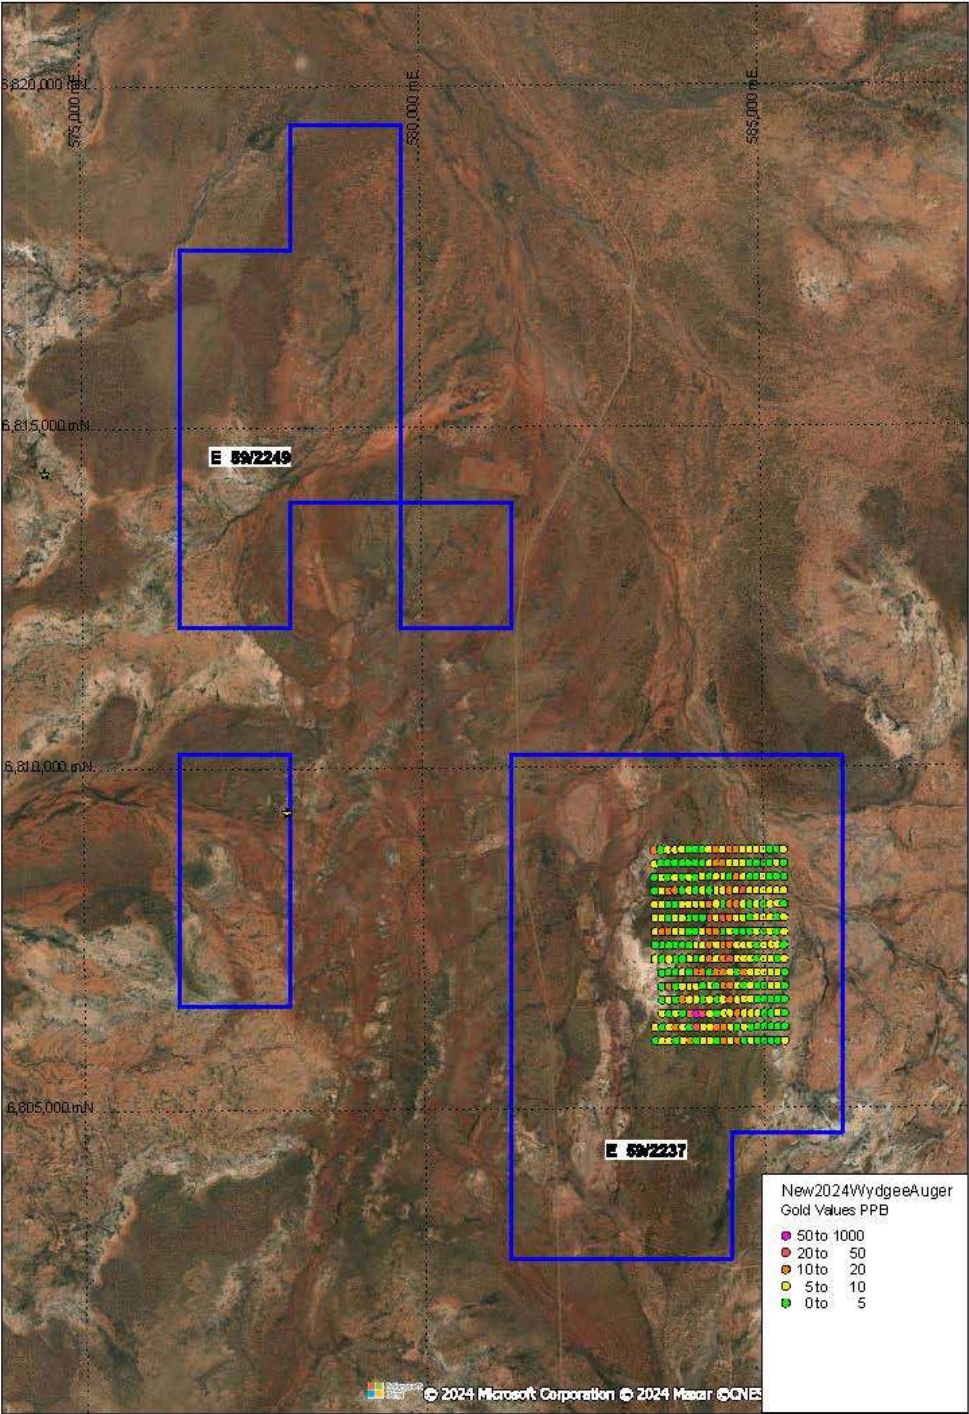 575,000 mE
580,000 mE
585,000 mE
6,820,000 mN
6,815,000 mN
E 59/2249
6,810,000 mN
6,805,000 mN
E 59/2237
New2024WydgeeAuger
Gold Values PPB
50 to 1000
20 to 50
10 to 20
5 to 10
0 to 5
© 2024 Microsoft Corporation © 2024 Maxar ©CNES